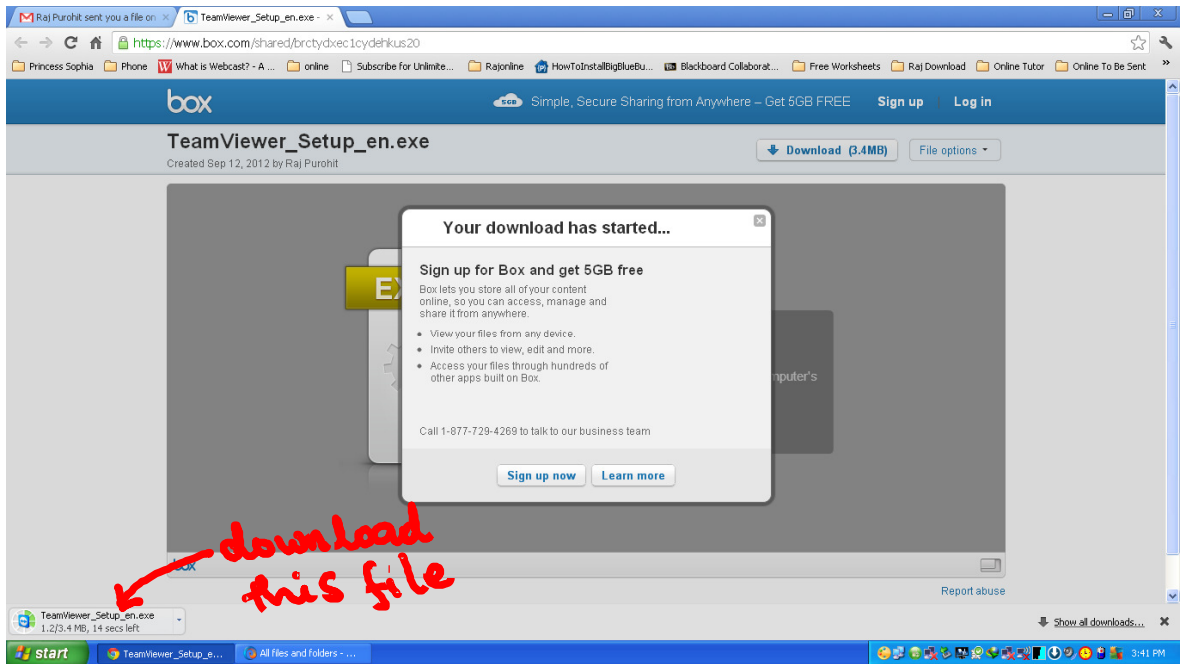 Raj Purohit sent you a file on
TeamViewer_Setup_en.exe -
https://www.box.com/shared/brctydxec1cydehkus20
Princess Sophia Phone What is Webcast? - A ... online Subscribe for Unlimite... Rajonline HowToInstallBigBlueBu... Blackboard Collaborat... Free Worksheets Raj Download Online Tutor Online To Be Sent »
box
5GB Simple, Secure Sharing from Anywhere – Get 5GB FREE Sign up Log in
TeamViewer_Setup_en.exe
Created Sep 12, 2012 by Raj Purohit
Download (3.4MB) File options
Your download has started...
EX
Sign up for Box and get 5GB free
Box lets you store all of your content
online, so you can access, manage and
share it from anywhere.
• View your files from any device.
• Invite others to view, edit and more.
• Access your files through hundreds of
other apps built on Box.
mputer's
Call 1-877-729-4269 to talk to our business team
Sign up now Learn more
download
this file
box
Report abuse
TeamViewer_Setup_en.exe
1.2/3.4 MB, 14 secs left
Show all downloads...
start TeamViewer_Setup_e... All files and folders - ... 3:41 PM